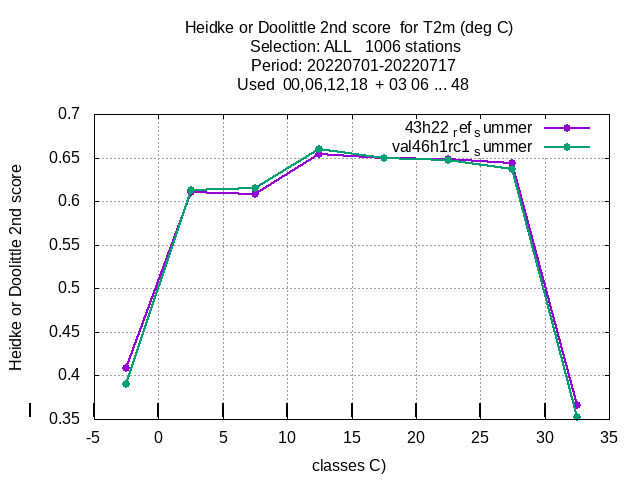 Heidke or Doolittle 2nd score  for T2m (deg C)
Selection: ALL   1006 stations
Period: 20220701-20220717
Used  00,06,12,18  + 03 06 ... 48
43h22_ref_summer
val46h1rc1_summer
Heidke or Doolittle 2nd score
0.7
0.65
0.6
0.55
0.5
0.45
0.4
0.35
-5 0 5 10 15 20 25 30 35
classes C)